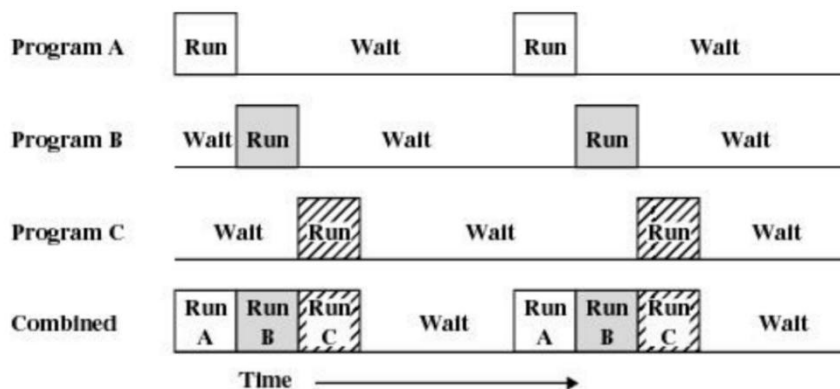 Program A Run Wait Run Wait
Program B Wait Run Wait Run Wait
Program C Wait Run Wait Run Wait
Combined Run A Run B Run C Wait Run A Run B Run C Wait
Time